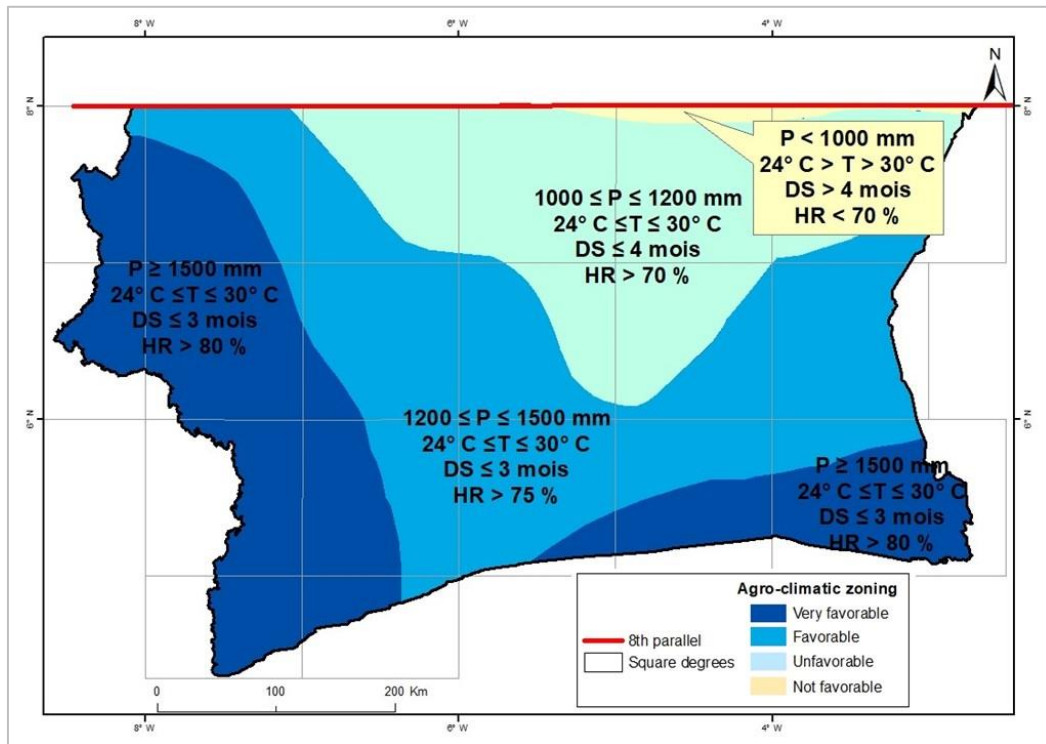 8° W
6° W
4° W
N
8° N
8° N
P < 1000 mm
24° C > T > 30° C
DS > 4 mois
HR < 70 %
1000 ≤ P ≤ 1200 mm
24° C ≤T ≤ 30° C
DS ≤ 4 mois
HR > 70 %
P ≥ 1500 mm
24° C ≤T ≤ 30° C
DS ≤ 3 mois
HR > 80 %
6° N
6° N
1200 ≤ P ≤ 1500 mm
24° C ≤T ≤ 30° C
DS ≤ 3 mois
HR > 75 %
P ≥ 1500 mm
24° C ≤T ≤ 30° C
DS ≤ 3 mois
HR > 80 %
Agro-climatic zoning
8th parallel
Square degrees
Very favorable
Favorable
Unfavorable
Not favorable
0 100 200 Km
8° W
6° W
4° W